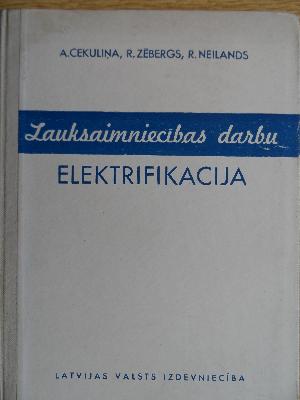 A. CEKULIŅA, R. ZĒBERGS, R. NEILANDS
Lauksaimniecības darbu
ELEKTRIFIKACIJA
LATVIJAS VALSTS IZDEVNIECĪBA